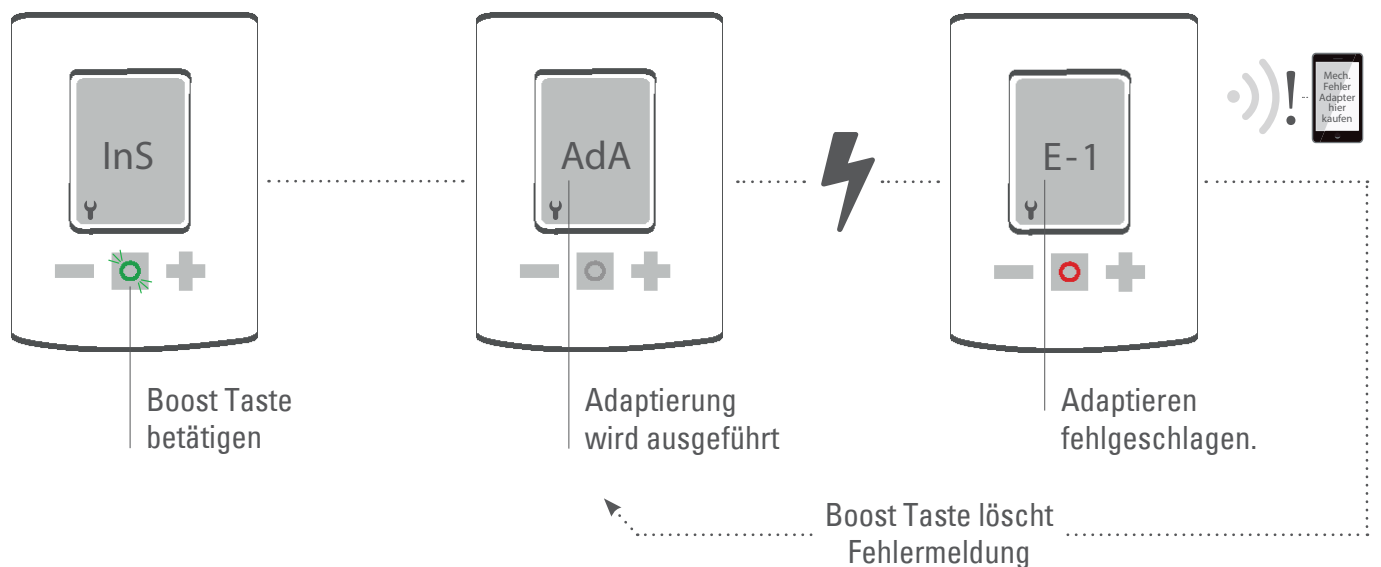 InS
Boost Taste
betätigen
AdA
Adaptierung
wird ausgeführt
E-1
Adaptieren
fehlgeschlagen.
!
Mech.
Fehler
Adapter
hier
kaufen
Boost Taste löscht
Fehlermeldung